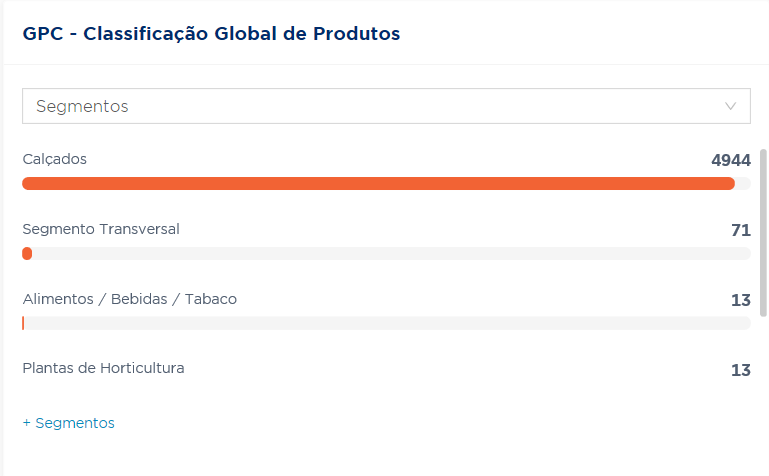 GPC - Classificação Global de Produtos
Segmentos
Calçados 4944
Segmento Transversal 71
Alimentos / Bebidas / Tabaco 13
Plantas de Horticultura 13
+ Segmentos